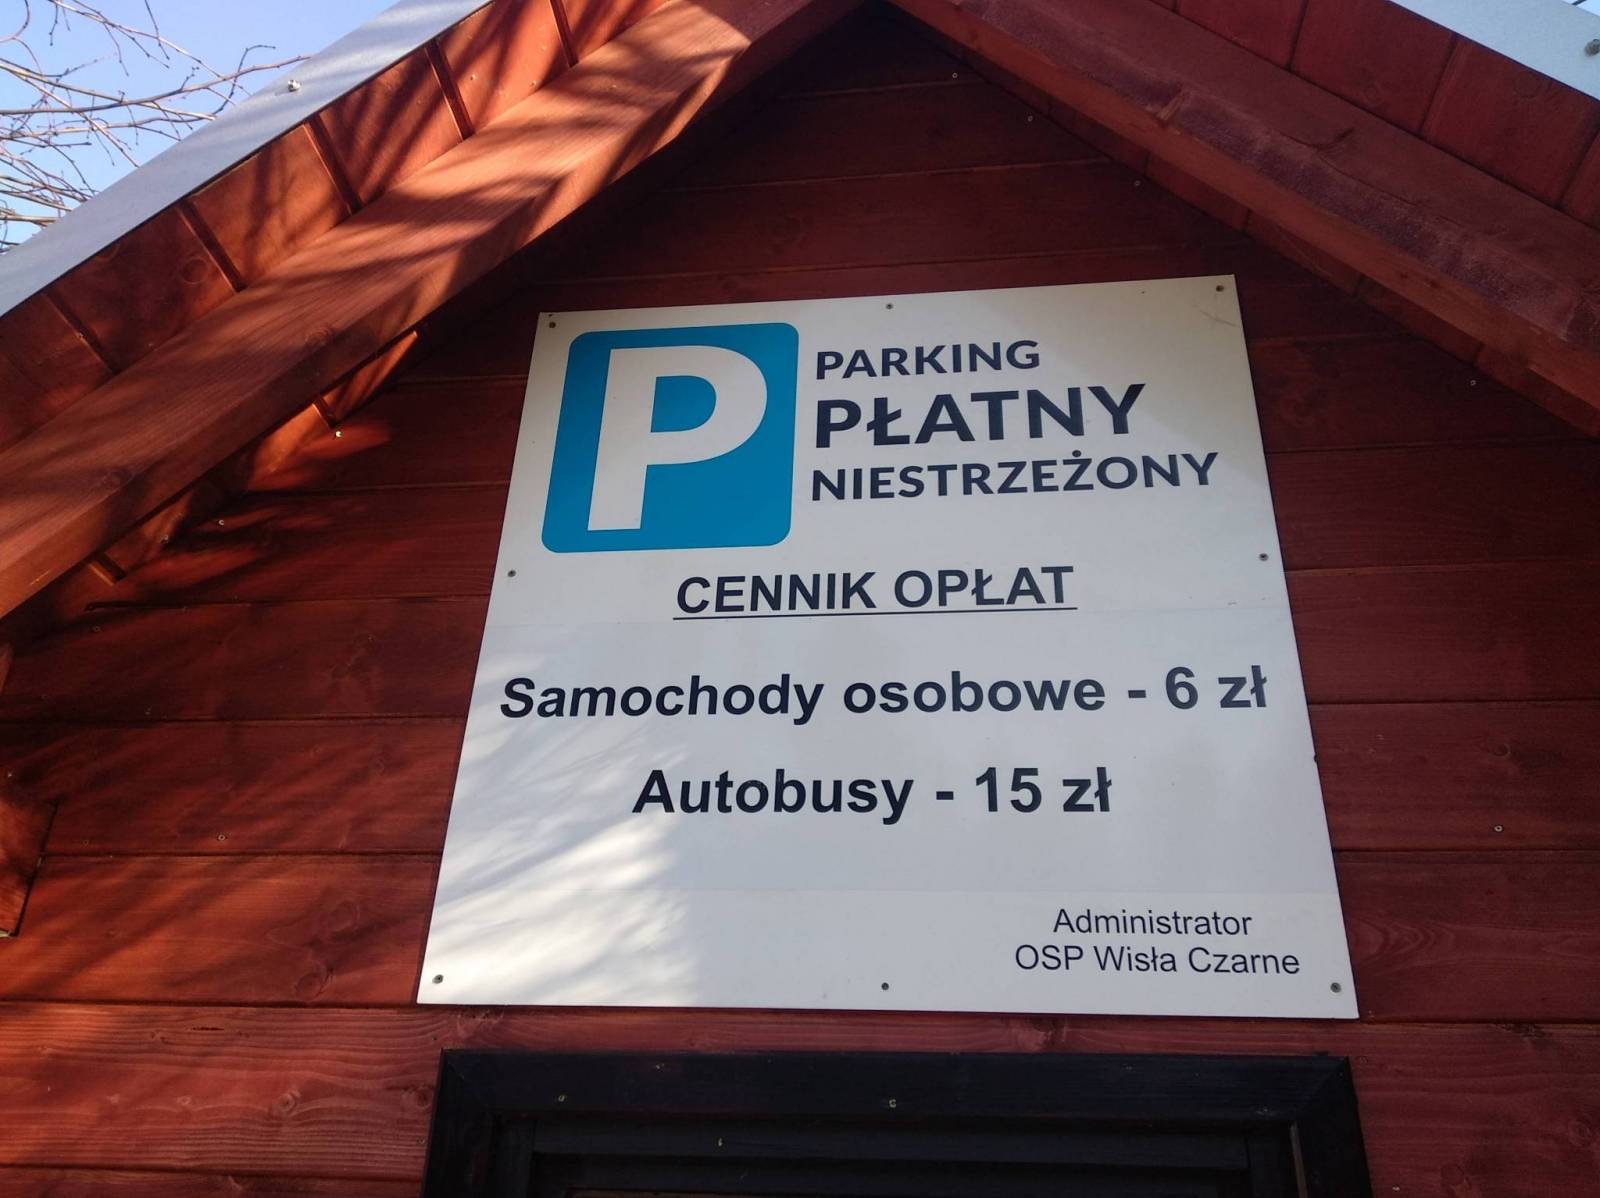 P
PARKING
PŁATNY
NIESTRZEŻONY
CENNIK OPŁAT
Samochody osobowe - 6 zł
Autobusy - 15 zł
Administrator
OSP Wisła Czarne